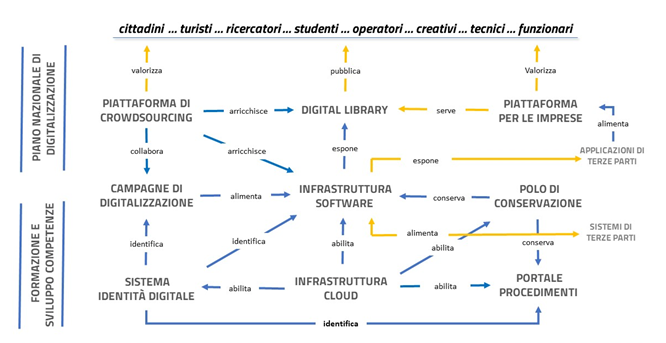 cittadini ... turisti ... ricercatori ... studenti ... operatori ... creativi ... tecnici ... funzionari
PIANO NAZIONALE DI
DIGITALIZZAZIONE
valorizza
pubblica
Valorizza
PIATTAFORMA DI
CROWDSOURCING
arricchisce
DIGITAL LIBRARY
serve
PIATTAFORMA
PER LE IMPRESE
alimenta
collabora
arricchisce
espone
espone
APPLICAZIONI DI
TERZE PARTI
CAMPAGNE DI
DIGITALIZZAZIONE
alimenta
INFRASTRUTTURA
SOFTWARE
conserva
POLO DI
CONSERVAZIONE
FORMAZIONE E
SVILUPPO COMPETENZE
identifica
identifica
abilita
alimenta
abilita
conserva
SISTEMI DI
TERZE PARTI
SISTEMA
IDENTITÀ DIGITALE
abilita
INFRASTRUTTURA
CLOUD
abilita
PORTALE
PROCEDIMENTI
identifica